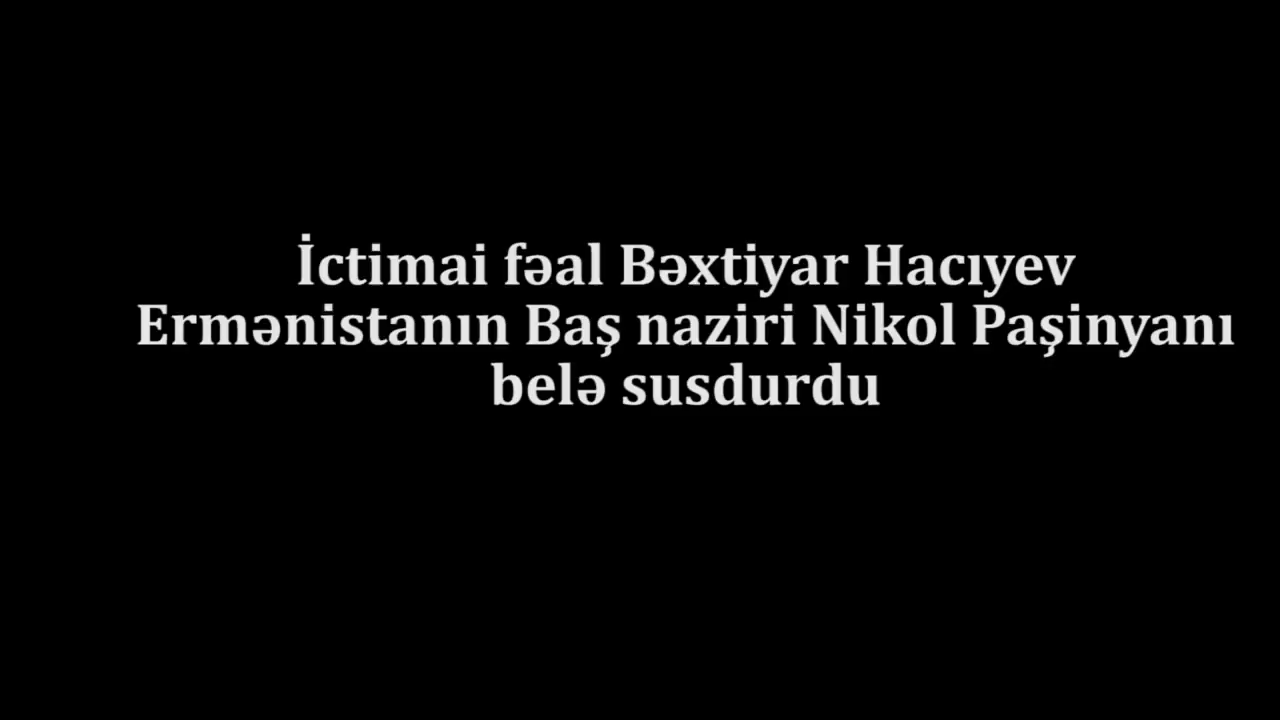 İctimai fəal Bəxtiyar Hacıyev
Ermənistanın Baş naziri Nikol Paşinyanı
belə susdurdu